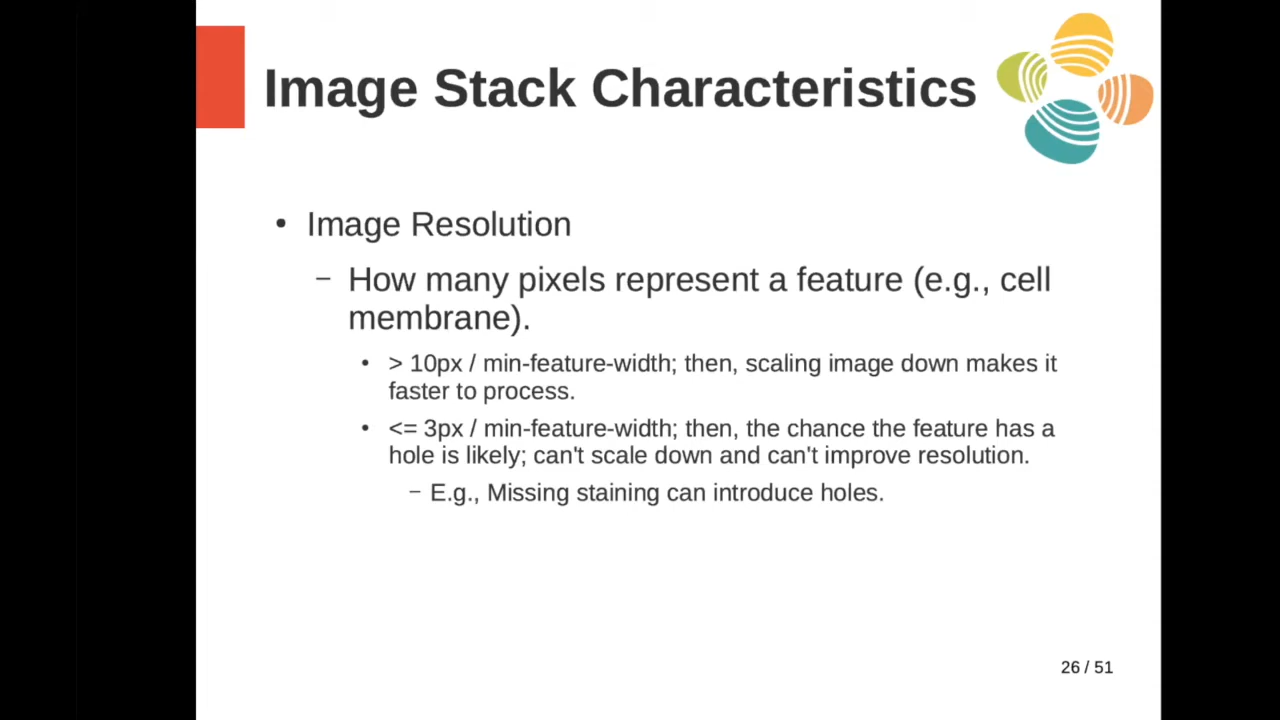 Image Stack Characteristics
• Image Resolution
– How many pixels represent a feature (e.g., cell
membrane).
• > 10px / min-feature-width; then, scaling image down makes it
faster to process.
• <= 3px / min-feature-width; then, the chance the feature has a
hole is likely; can't scale down and can't improve resolution.
– E.g., Missing staining can introduce holes.
26 / 51